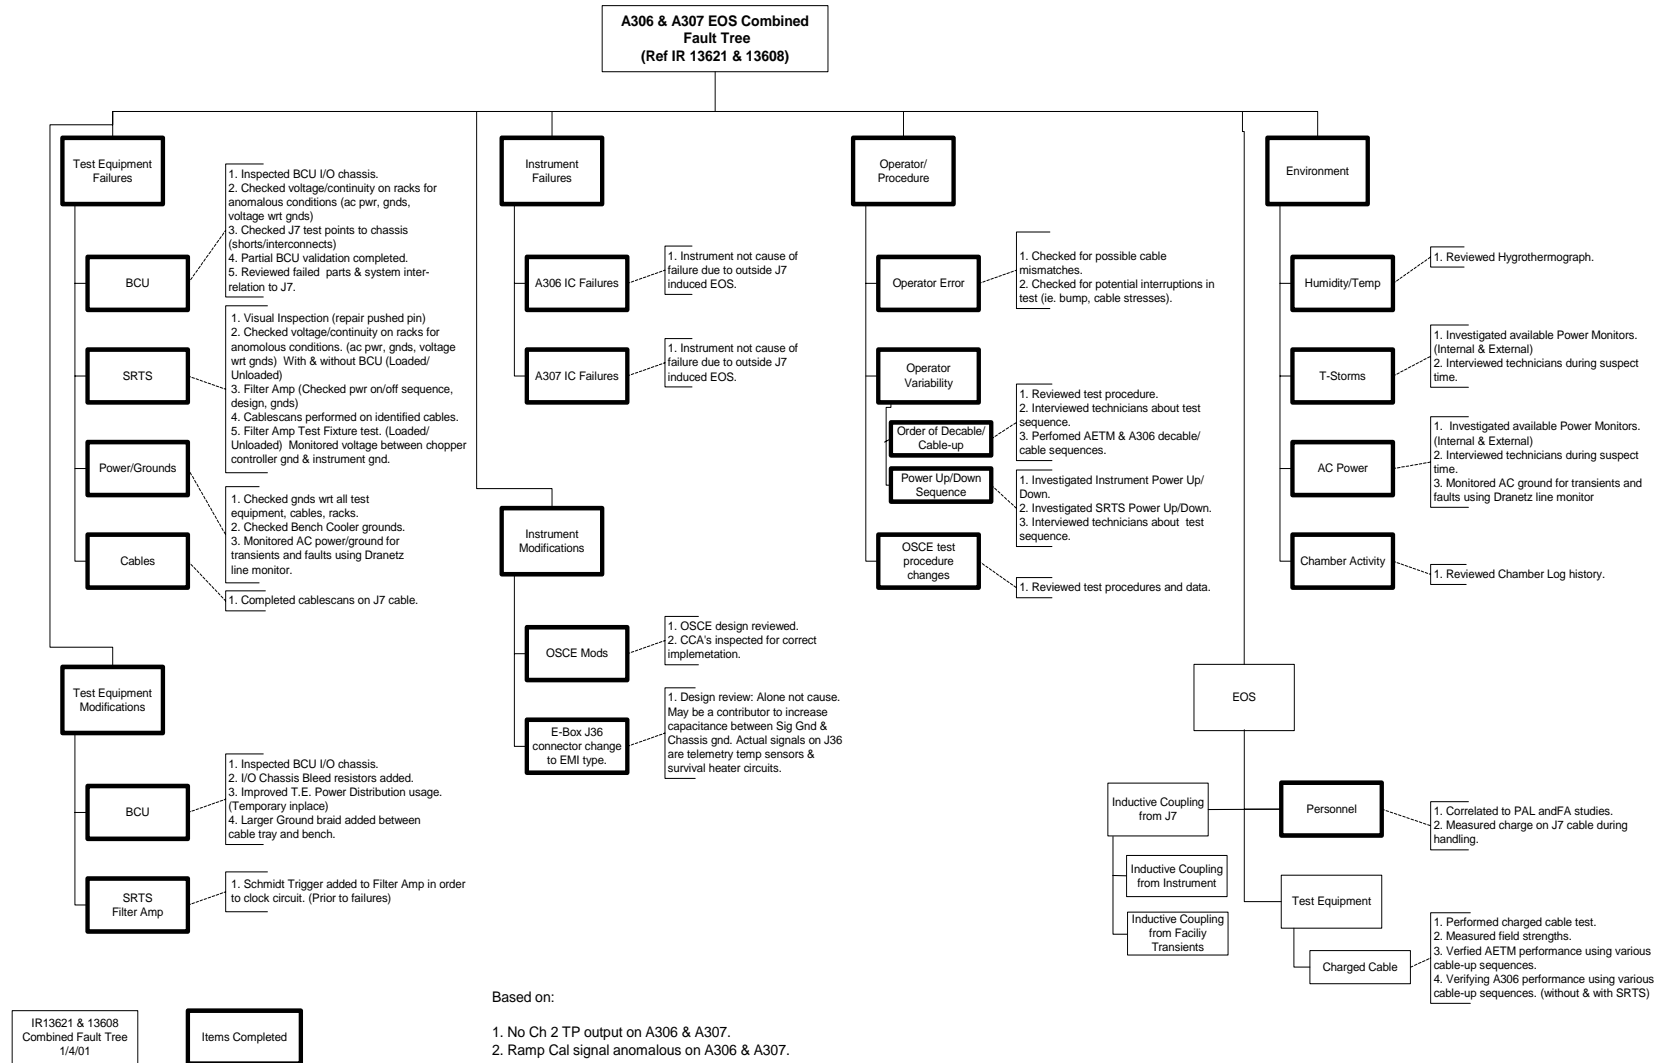 A306 & A307 EOS Combined
Fault Tree
(Ref IR 13621 & 13608)
Test Equipment
Failures
BCU
1. Inspected BCU I/O chassis.
2. Checked voltage/continuity on racks for
anomalous conditions (ac pwr, gnds,
voltage wrt gnds)
3. Checked J7 test points to chassis
(shorts/interconnects)
4. Partial BCU validation completed.
5. Reviewed failed parts & system inter-
relation to J7.
SRTS
1. Visual Inspection (repair pushed pin)
2. Checked voltage/continuity on racks for
anomolous conditions. (ac pwr, gnds, voltage
wrt gnds) With & without BCU (Loaded/
Unloaded)
3. Filter Amp (Checked pwr on/off sequence,
design, gnds)
4. Cablescans performed on identified cables.
5. Filter Amp Test Fixture test. (Loaded/
Unloaded) Monitored voltage between chopper
controller gnd & instrument gnd.
Power/Grounds
1. Checked gnds wrt all test
equipment, cables, racks.
2. Checked Bench Cooler grounds.
3. Monitored AC power/ground for
transients and faults using Dranetz
line monitor.
Cables
1. Completed cablescans on J7 cable.
Test Equipment
Modifications
BCU
1. Inspected BCU I/O chassis.
2. I/O Chassis Bleed resistors added.
3. Improved T.E. Power Distribution usage.
(Temporary inplace)
4. Larger Ground braid added between
cable tray and bench.
SRTS
Filter Amp
1. Schmidt Trigger added to Filter Amp in order
to clock circuit. (Prior to failures)
Instrument
Failures
A306 IC Failures
1. Instrument not cause of
failure due to outside J7
induced EOS.
A307 IC Failures
1. Instrument not cause of
failure due to outside J7
induced EOS.
Instrument
Modifications
OSCE Mods
1. OSCE design reviewed.
2. CCA's inspected for correct
implemetation.
E-Box J36
connector change
to EMI type.
1. Design review: Alone not cause.
May be a contributor to increase
capacitance between Sig Gnd &
Chassis gnd. Actual signals on J36
are telemetry temp sensors &
survival heater circuits.
Operator/
Procedure
Operator Error
1. Checked for possible cable
mismatches.
2. Checked for potential interruptions in
test (ie. bump, cable stresses).
Operator
Variability
Order of Decable/
Cable-up
1. Reviewed test procedure.
2. Interviewed technicians about test
sequence.
3. Perfomed AETM & A306 decable/
cable sequences.
Power Up/Down
Sequence
1. Investigated Instrument Power Up/
Down.
2. Investigated SRTS Power Up/Down.
3. Interviewed technicians about test
sequence.
OSCE test
procedure
changes
1. Reviewed test procedures and data.
Environment
Humidity/Temp
1. Reviewed Hygrothermograph.
T-Storms
1. Investigated available Power Monitors.
(Internal & External)
2. Interviewed technicians during suspect
time.
AC Power
1. Investigated available Power Monitors.
(Internal & External)
2. Interviewed technicians during suspect
time.
3. Monitored AC ground for transients and
faults using Dranetz line monitor
Chamber Activity
1. Reviewed Chamber Log history.
EOS
Inductive Coupling
from J7
Inductive Coupling
from Instrument
Inductive Coupling
from Faciliy
Transients
Personnel
1. Correlated to PAL andFA studies.
2. Measured charge on J7 cable during
handling.
Test Equipment
Charged Cable
1. Performed charged cable test.
2. Measured field strengths.
3. Verfied AETM performance using various
cable-up sequences.
4. Verifying A306 performance using various
cable-up sequences. (without & with SRTS)
IR13621 & 13608
Combined Fault Tree
1/4/01
Items Completed
Based on:
1. No Ch 2 TP output on A306 & A307.
2. Ramp Cal signal anomalous on A306 & A307.